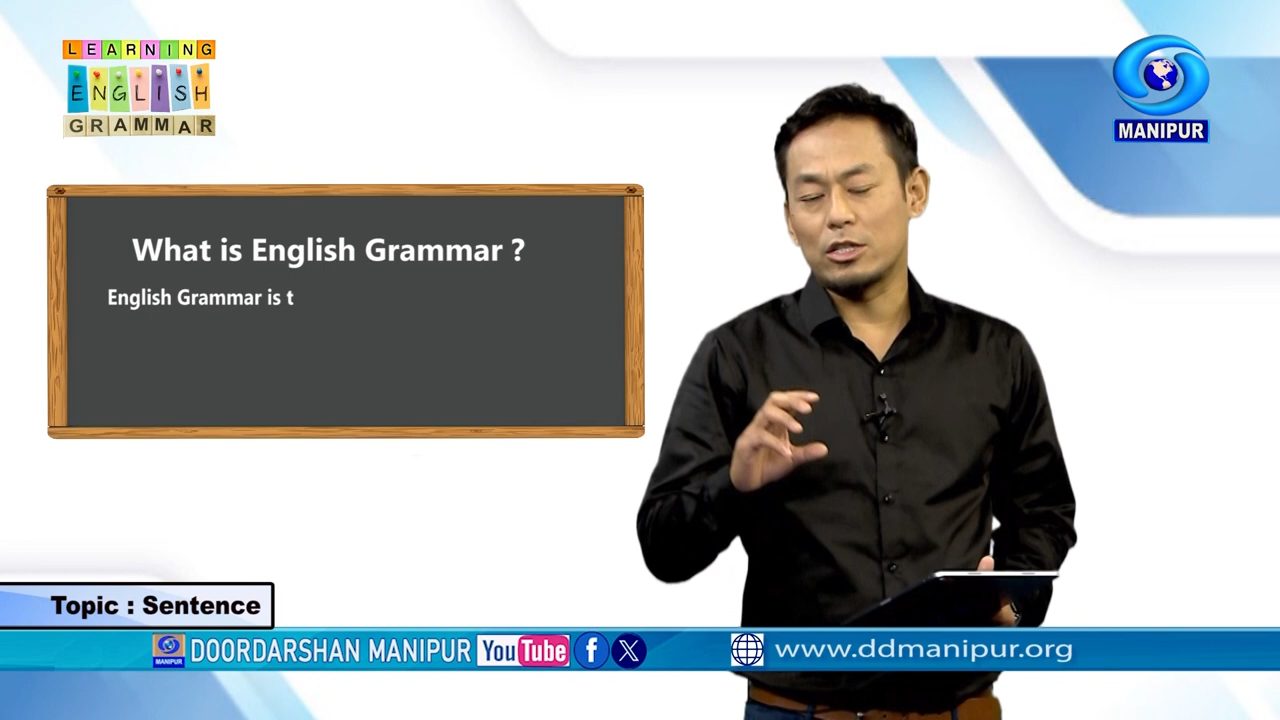 LEARNING
ENGLISH
GRAMMAR
MANIPUR
What is English Grammar ?
English Grammar is t
Topic : Sentence
MANIPUR
DOORDARSHAN MANIPUR YouTube f X www.ddmanipur.org